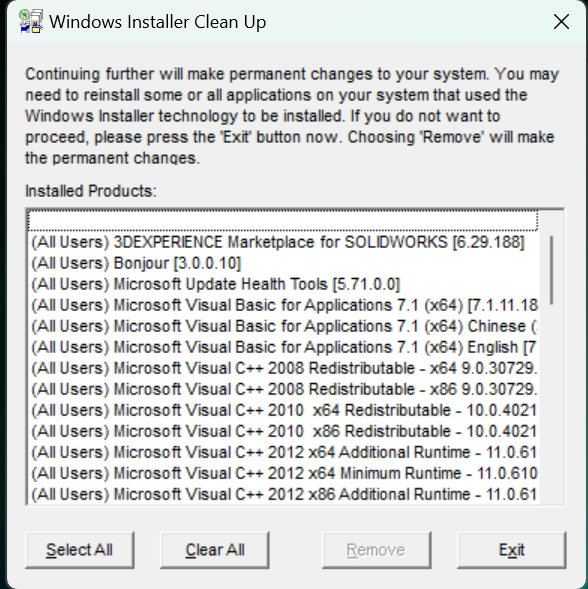 Windows Installer Clean Up
Continuing further will make permanent changes to your system. You may
need to reinstall some or all applications on your system that used the
Windows Installer technology to be installed. If you do not want to
proceed, please press the 'Exit' button now. Choosing 'Remove' will make
the permanent changes.
Installed Products:
(All Users) 3DEXPERIENCE Marketplace for SOLIDWORKS [6.29.188]
(All Users) Bonjour [3.0.0.10]
(All Users) Microsoft Update Health Tools [5.71.0.0]
(All Users) Microsoft Visual Basic for Applications 7.1 (x64) [7.1.11.18
(All Users) Microsoft Visual Basic for Applications 7.1 (x64) Chinese (
(All Users) Microsoft Visual Basic for Applications 7.1 (x64) English [7
(All Users) Microsoft Visual C++ 2008 Redistributable - x64 9.0.30729.
(All Users) Microsoft Visual C++ 2008 Redistributable - x86 9.0.30729.
(All Users) Microsoft Visual C++ 2010  x64 Redistributable - 10.0.4021
(All Users) Microsoft Visual C++ 2010  x86 Redistributable - 10.0.4021
(All Users) Microsoft Visual C++ 2012 x64 Additional Runtime - 11.0.61
(All Users) Microsoft Visual C++ 2012 x64 Minimum Runtime - 11.0.610
(All Users) Microsoft Visual C++ 2012 x86 Additional Runtime - 11.0.61
Select All
Clear All
Remove
Exit